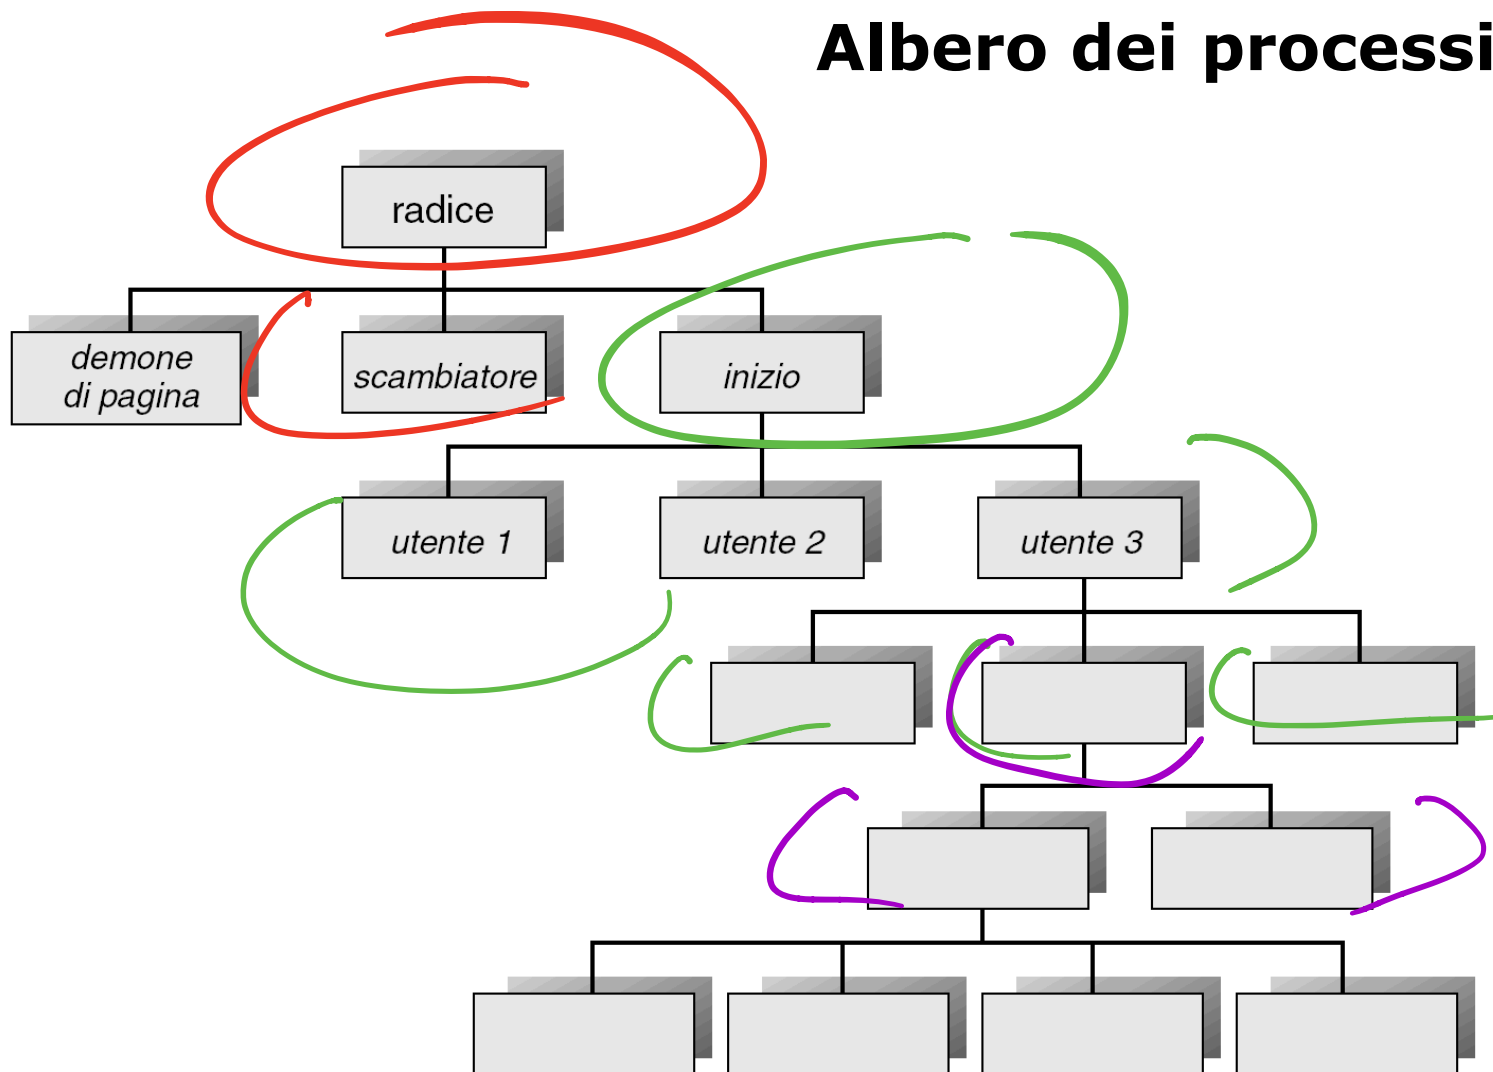 Albero dei processi
radice
demone
di pagina
scambiatore
inizio
utente 1
utente 2
utente 3